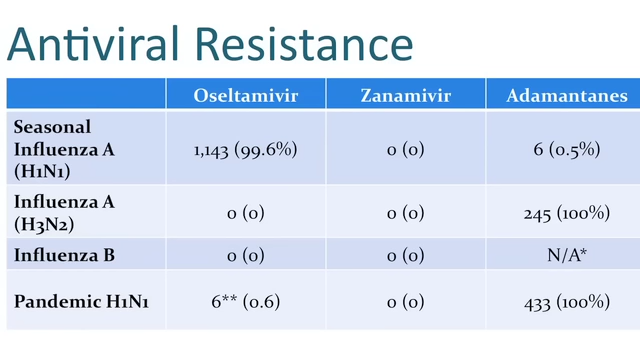 Antiviral Resistance
Oseltamivir Zanamivir Adamantanes
Seasonal
Influenza A
(H1N1) 1,143 (99.6%) 0 (0) 6 (0.5%)
Influenza A
(H3N2) 0 (0) 0 (0) 245 (100%)
Influenza B 0 (0) 0 (0) N/A*
Pandemic H1N1 6** (0.6) 0 (0) 433 (100%)